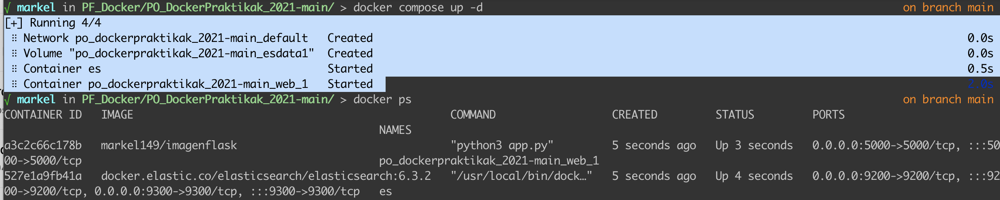 √ markel in PF_Docker/PO_DockerPraktikak_2021-main/ > docker compose up -d on branch main
[+] Running 4/4
⠿ Network po_dockerpraktikak_2021-main_default Created 0.0s
⠿ Volume "po_dockerpraktikak_2021-main_esdata1" Created 0.0s
⠿ Container es Started 0.5s
⠿ Container po_dockerpraktikak_2021-main_web_1 Started 2.0s
√ markel in PF_Docker/PO_DockerPraktikak_2021-main/ > docker ps on branch main
CONTAINER ID IMAGE COMMAND CREATED STATUS PORTS
NAMES
a3c2c66c178b markel149/imagenflask "python3 app.py" 5 seconds ago Up 3 seconds 0.0.0.0:5000->5000/tcp, :::50
00->5000/tcp po_dockerpraktikak_2021-main_web_1
527e1a9fb41a docker.elastic.co/elasticsearch/elasticsearch:6.3.2 "/usr/local/bin/dock…" 5 seconds ago Up 4 seconds 0.0.0.0:9200->9200/tcp, :::92
00->9200/tcp, 0.0.0.0:9300->9300/tcp, :::9300->9300/tcp es